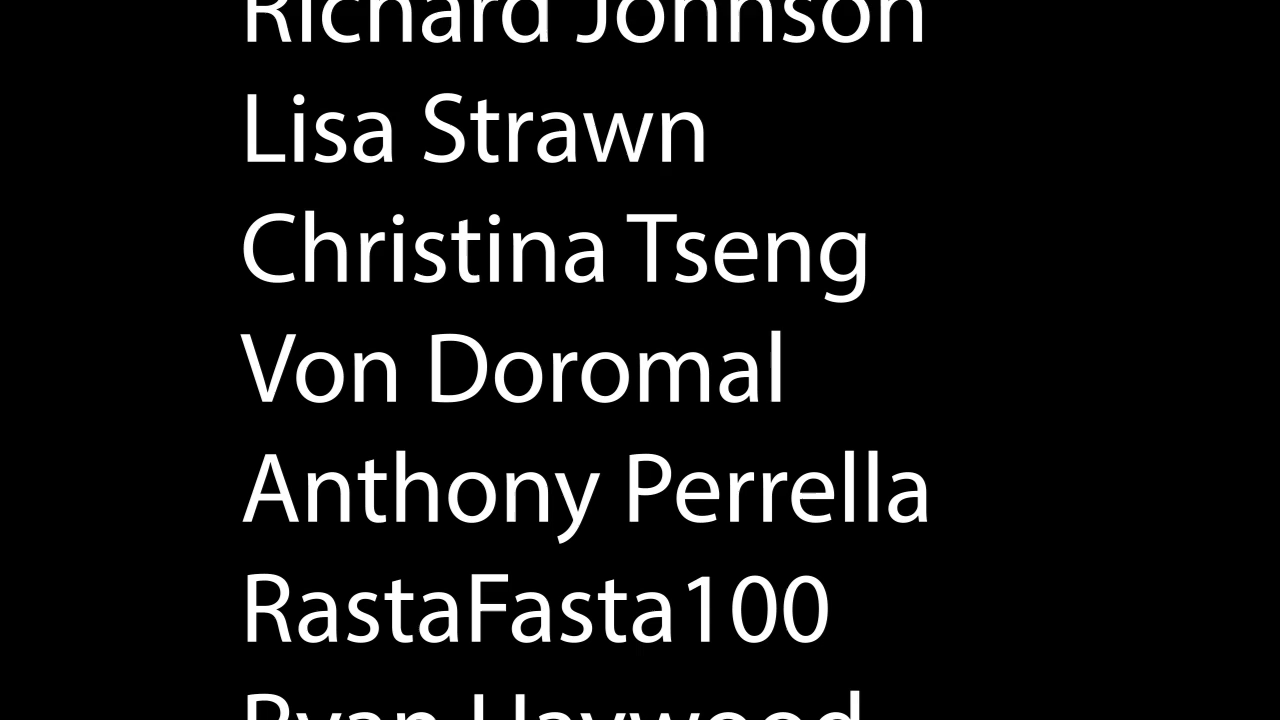 Richard Johnson
Lisa Strawn
Christina Tseng
Von Doromal
Anthony Perrella
RastaFasta100
Ryan Haywood